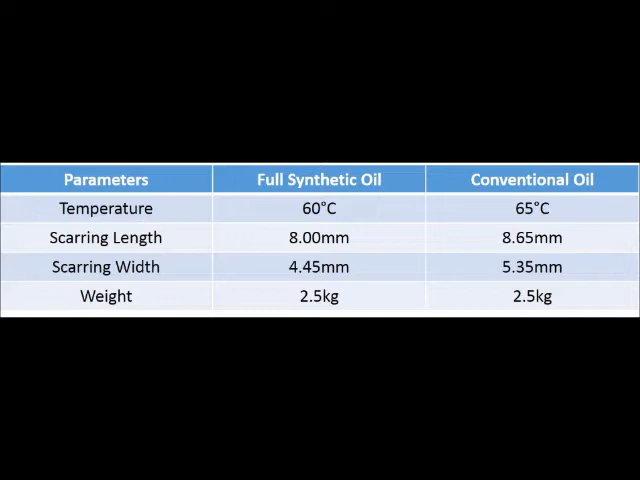 Parameters Full Synthetic Oil Conventional Oil
Temperature 60°C 65°C
Scarring Length 8.00mm 8.65mm
Scarring Width 4.45mm 5.35mm
Weight 2.5kg 2.5kg